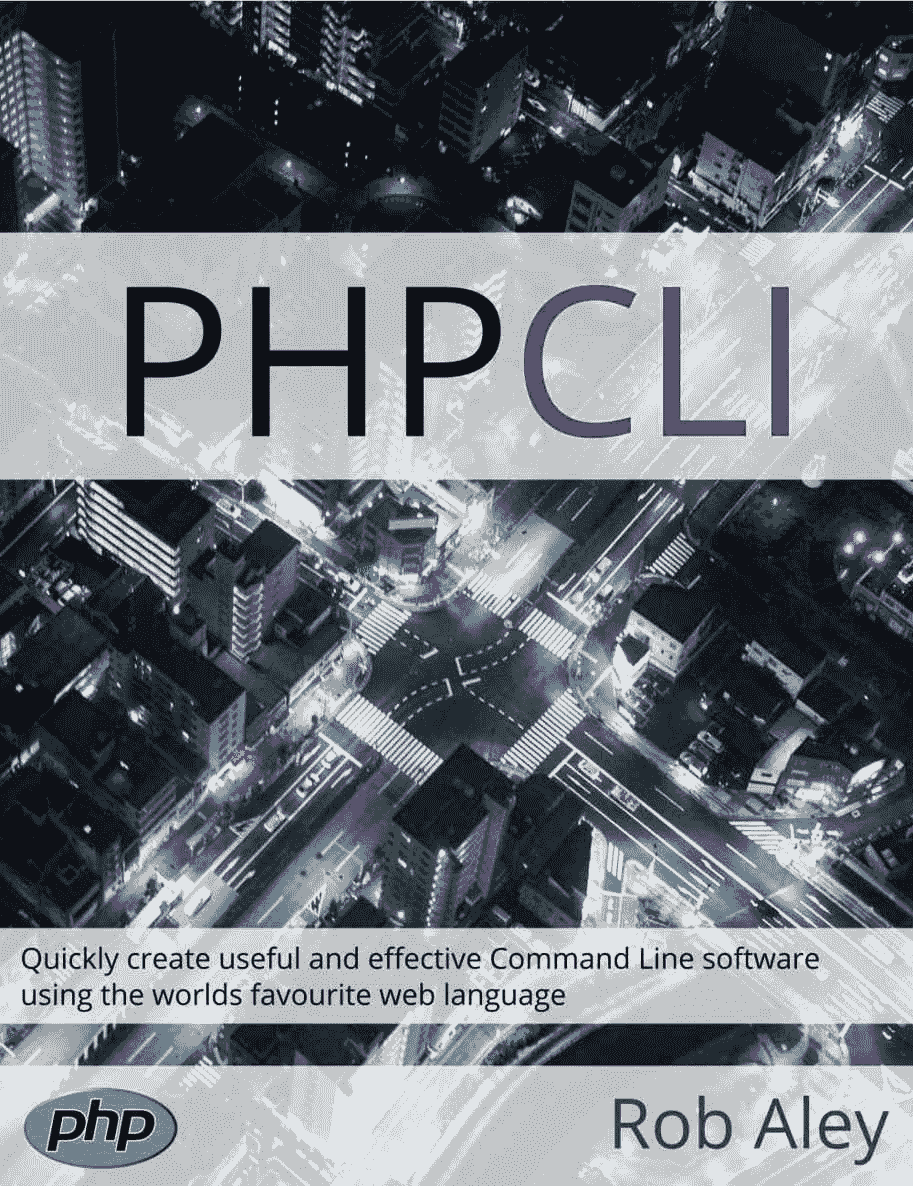 PHPCLI
Quickly create useful and effective Command Line software
using the worlds favourite web language
php
Rob Aley